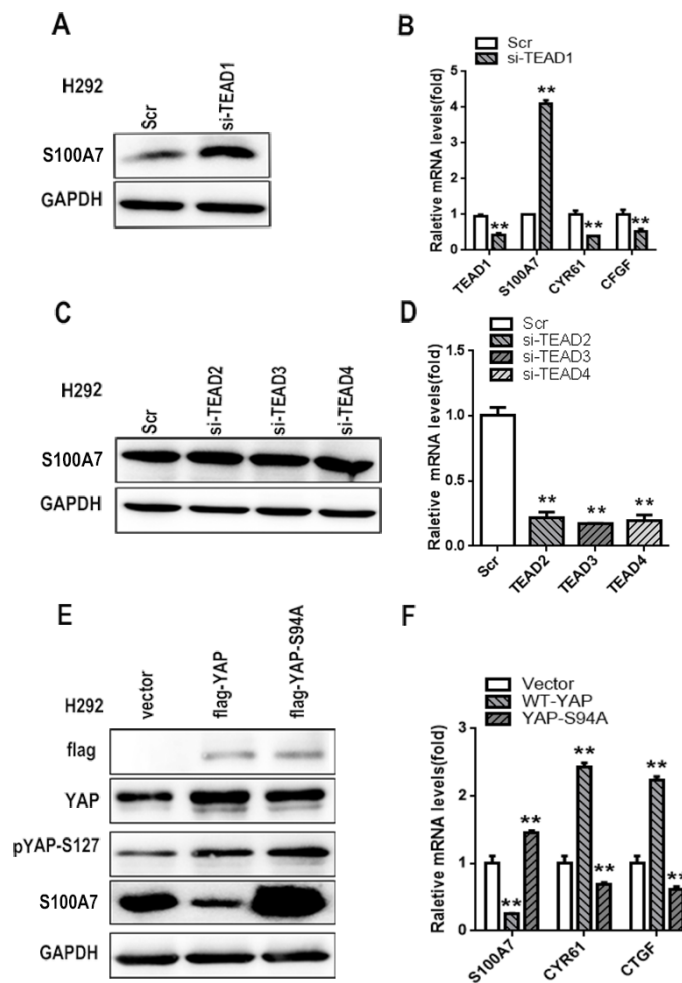 A
H292
Scr
si-TEAD1
S100A7
GAPDH
B
Scr
si-TEAD1
Raletive mRNA levels(fold)
5
4
2
1
0
**
**
**
**
TEAD1
S100A7
CYR61
CFGF
C
H292
Scr
si-TEAD2
si-TEAD3
si-TEAD4
S100A7
GAPDH
D
Scr
si-TEAD2
si-TEAD3
si-TEAD4
Raletive mRNA levels(fold)
1.5
1.0
0.5
0.0
**
**
**
Scr
TEAD2
TEAD3
TEAD4
E
H292
vector
flag-YAP
flag-YAP-S94A
flag
YAP
pYAP-S127
S100A7
GAPDH
F
Vector
WT-YAP
YAP-S94A
Raletive mRNA levels(fold)
3
2
1
0
**
**
**
**
**
**
S100A7
CYR61
CTGF